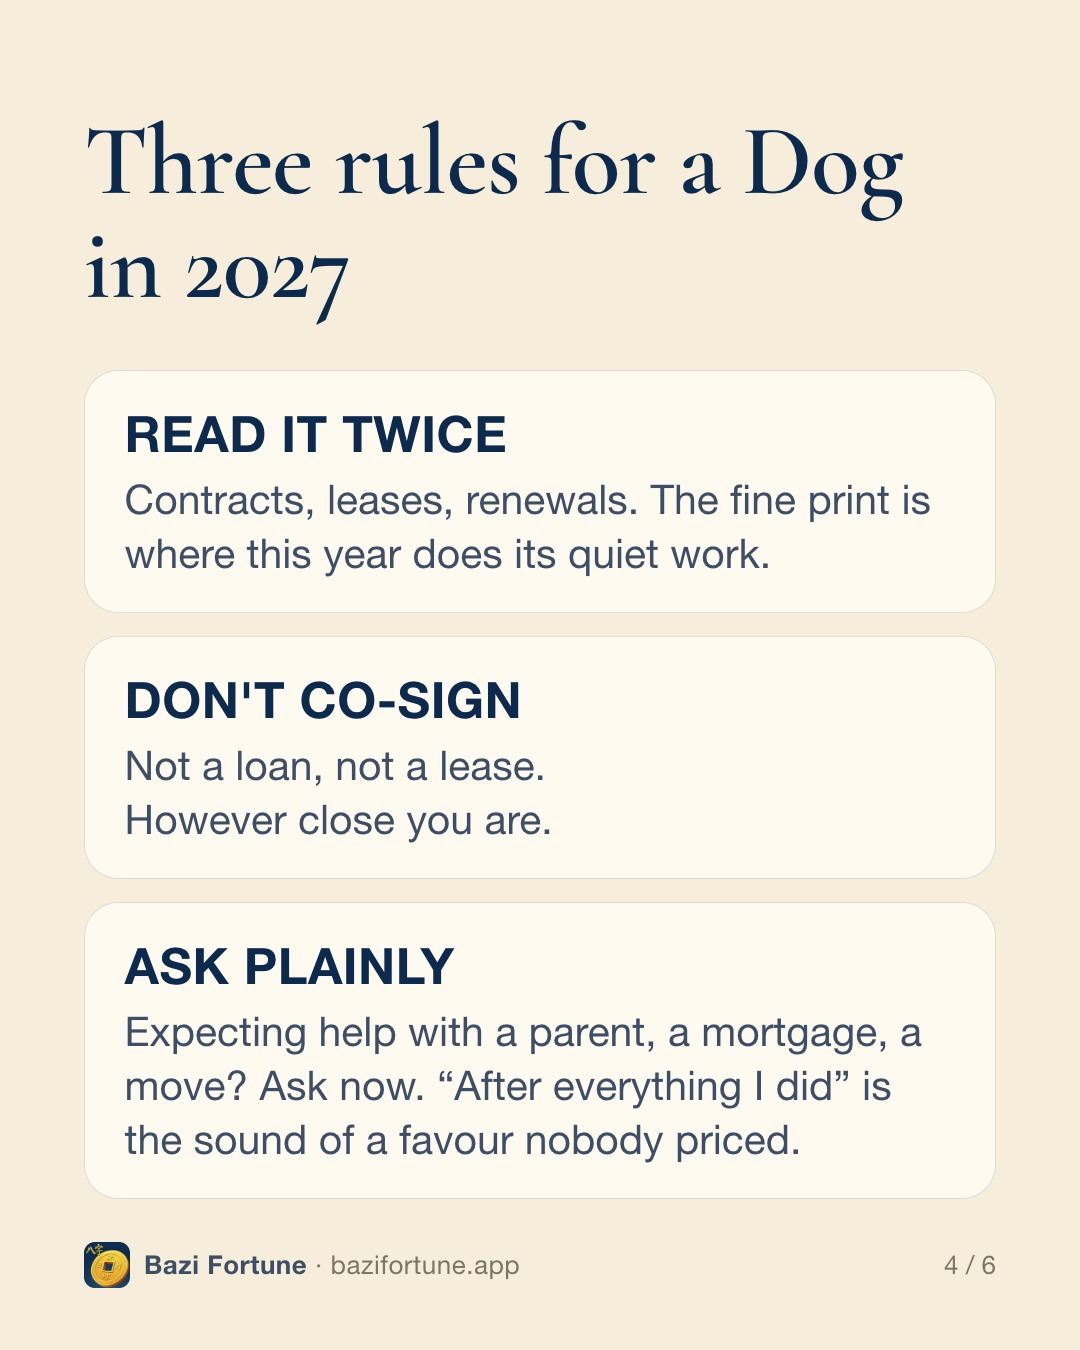 Three rules for a Dog
in 2027
READ IT TWICE
Contracts, leases, renewals. The fine print is
where this year does its quiet work.
DON'T CO-SIGN
Not a loan, not a lease.
However close you are.
ASK PLAINLY
Expecting help with a parent, a mortgage, a
move? Ask now. “After everything I did” is
the sound of a favour nobody priced.
八字
Bazi Fortune · bazifortune.app
4 / 6